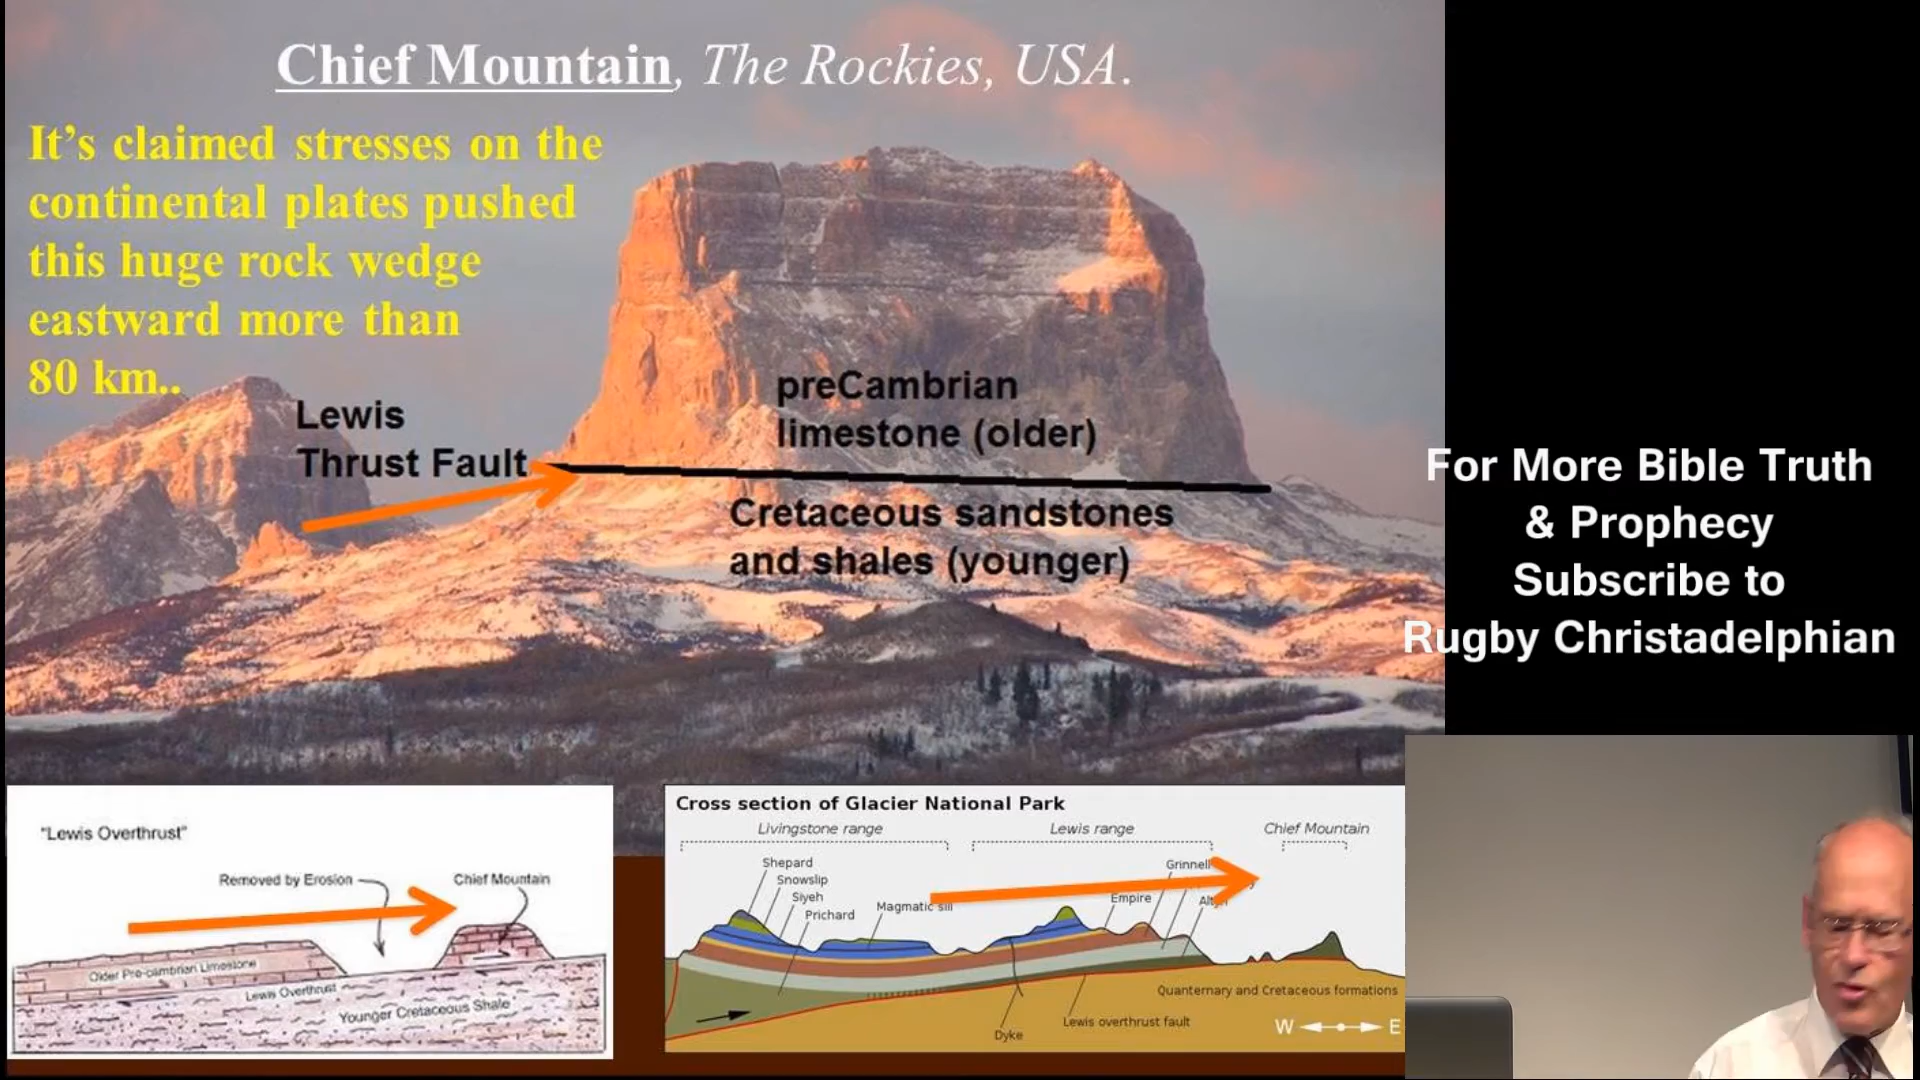 Chief Mountain, The Rockies, USA.
It's claimed stresses on the
continental plates pushed
this huge rock wedge
eastward more than
80 km..
Lewis
Thrust Fault
preCambrian
limestone (older)
Cretaceous sandstones
and shales (younger)
For More Bible Truth
& Prophecy
Subscribe to
Rugby Christadelphian
"Lewis Overthrust"
Removed by Erosion
Chief Mountain
Older Pre-cambrian Limestone
Lewis Overthrust
Younger Cretaceous Shale
Cross section of Glacier National Park
Livingstone range
Lewis range
Chief Mountain
Shepard
Snowslip
Siyeh
Prichard
Magmatic sill
Grinnell
Empire
Quanternary and Cretaceous formations
Lewis overthrust fault
Dyke
W E